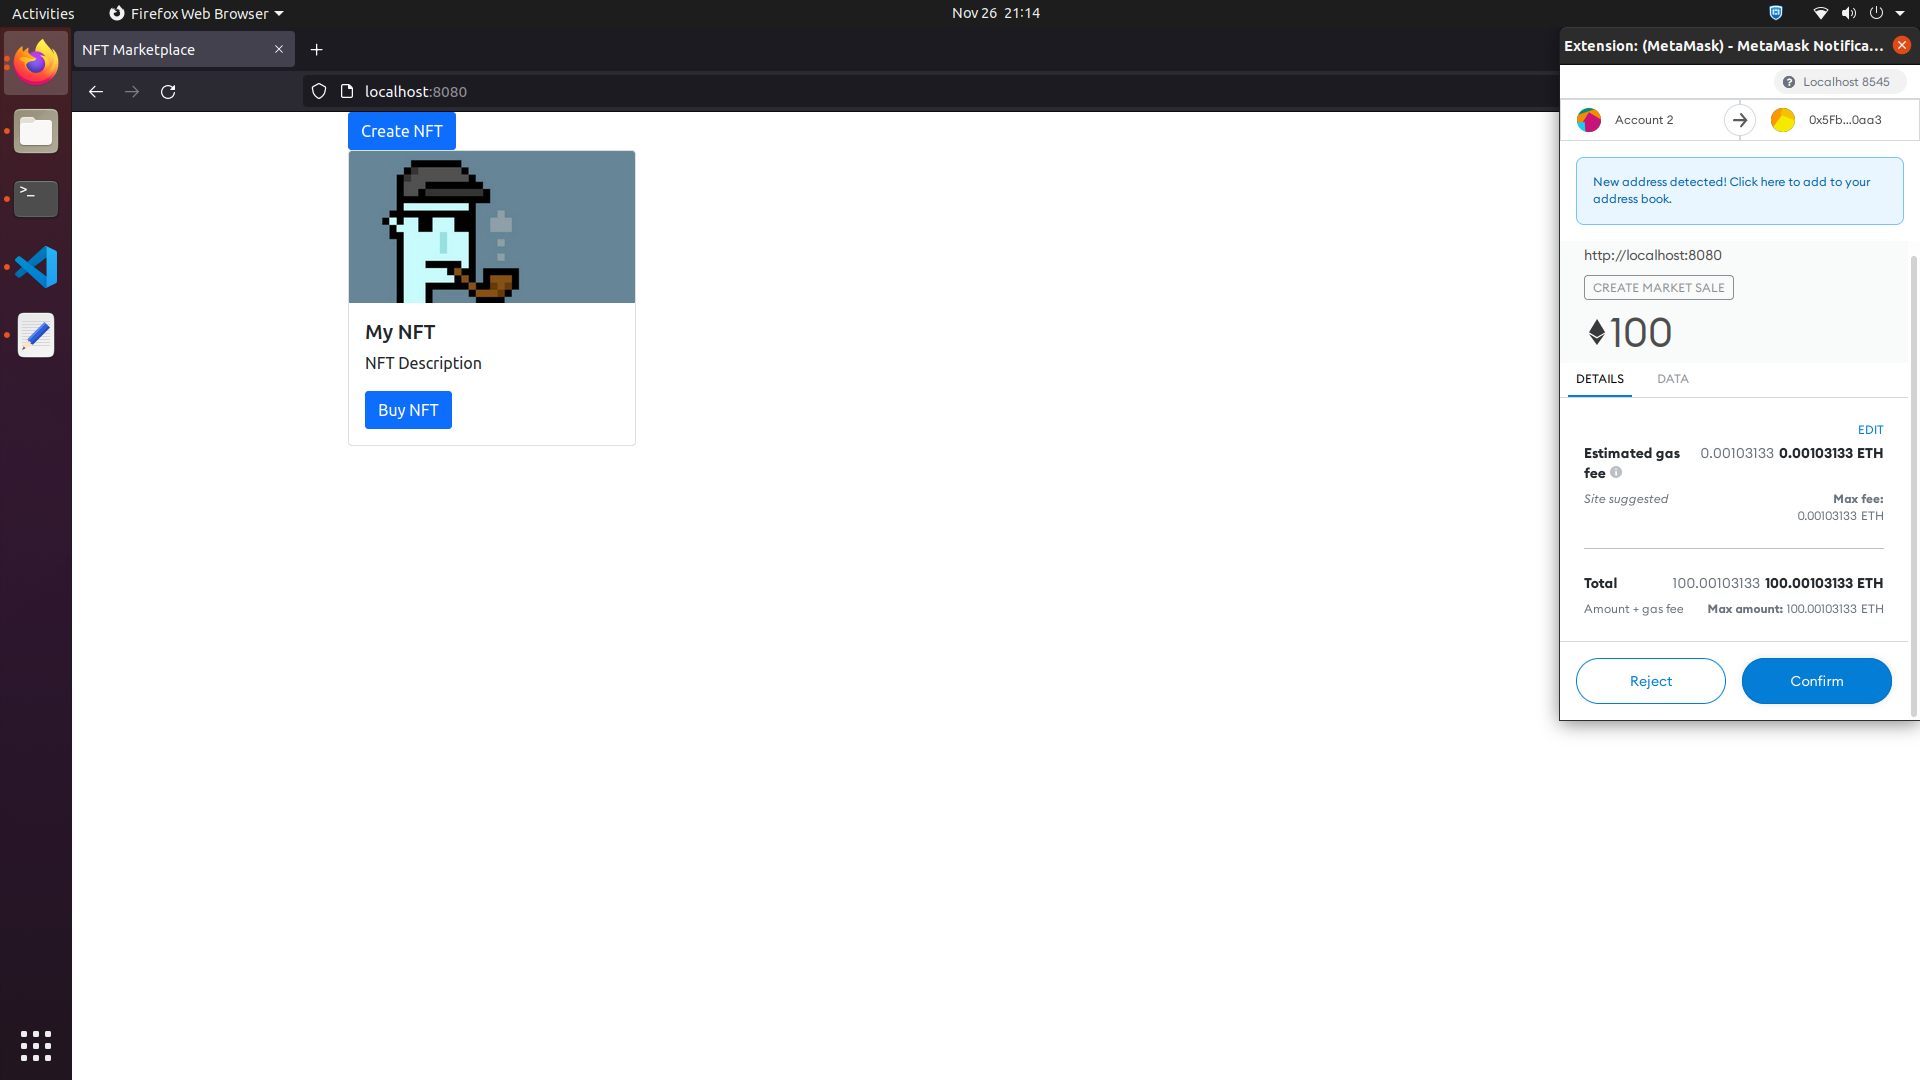 Activities
Firefox Web Browser
Nov 26 21:14
NFT Marketplace
localhost:8080
Create NFT
My NFT
NFT Description
Buy NFT
Extension: (MetaMask) - MetaMask Notifica...
Localhost 8545
Account 2
0x5Fb...0aa3
New address detected! Click here to add to your
address book.
http://localhost:8080
CREATE MARKET SALE
100
DETAILS
DATA
EDIT
Estimated gas 0.00103133 0.00103133 ETH
fee
Site suggested Max fee:
0.00103133 ETH
Total 100.00103133 100.00103133 ETH
Amount + gas fee Max amount: 100.00103133 ETH
Reject
Confirm